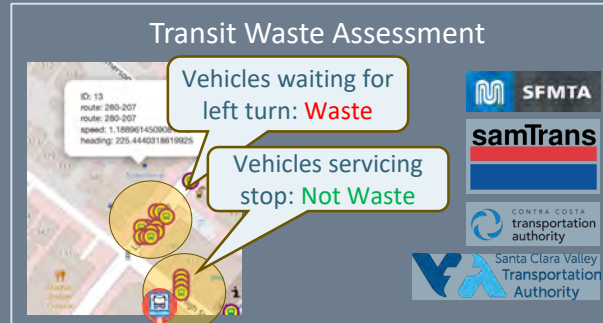 Transit Waste Assessment
Vehicles waiting for
left turn: Waste
ID: 13
route: 280-207
route: 280-207
speed: 1.188961450908
heading: 225.4440318619925
Vehicles servicing
stop: Not Waste
SFMTA
samTrans
CONTRA COSTA
transportation
authority
Santa Clara Valley
Transportation
Authority